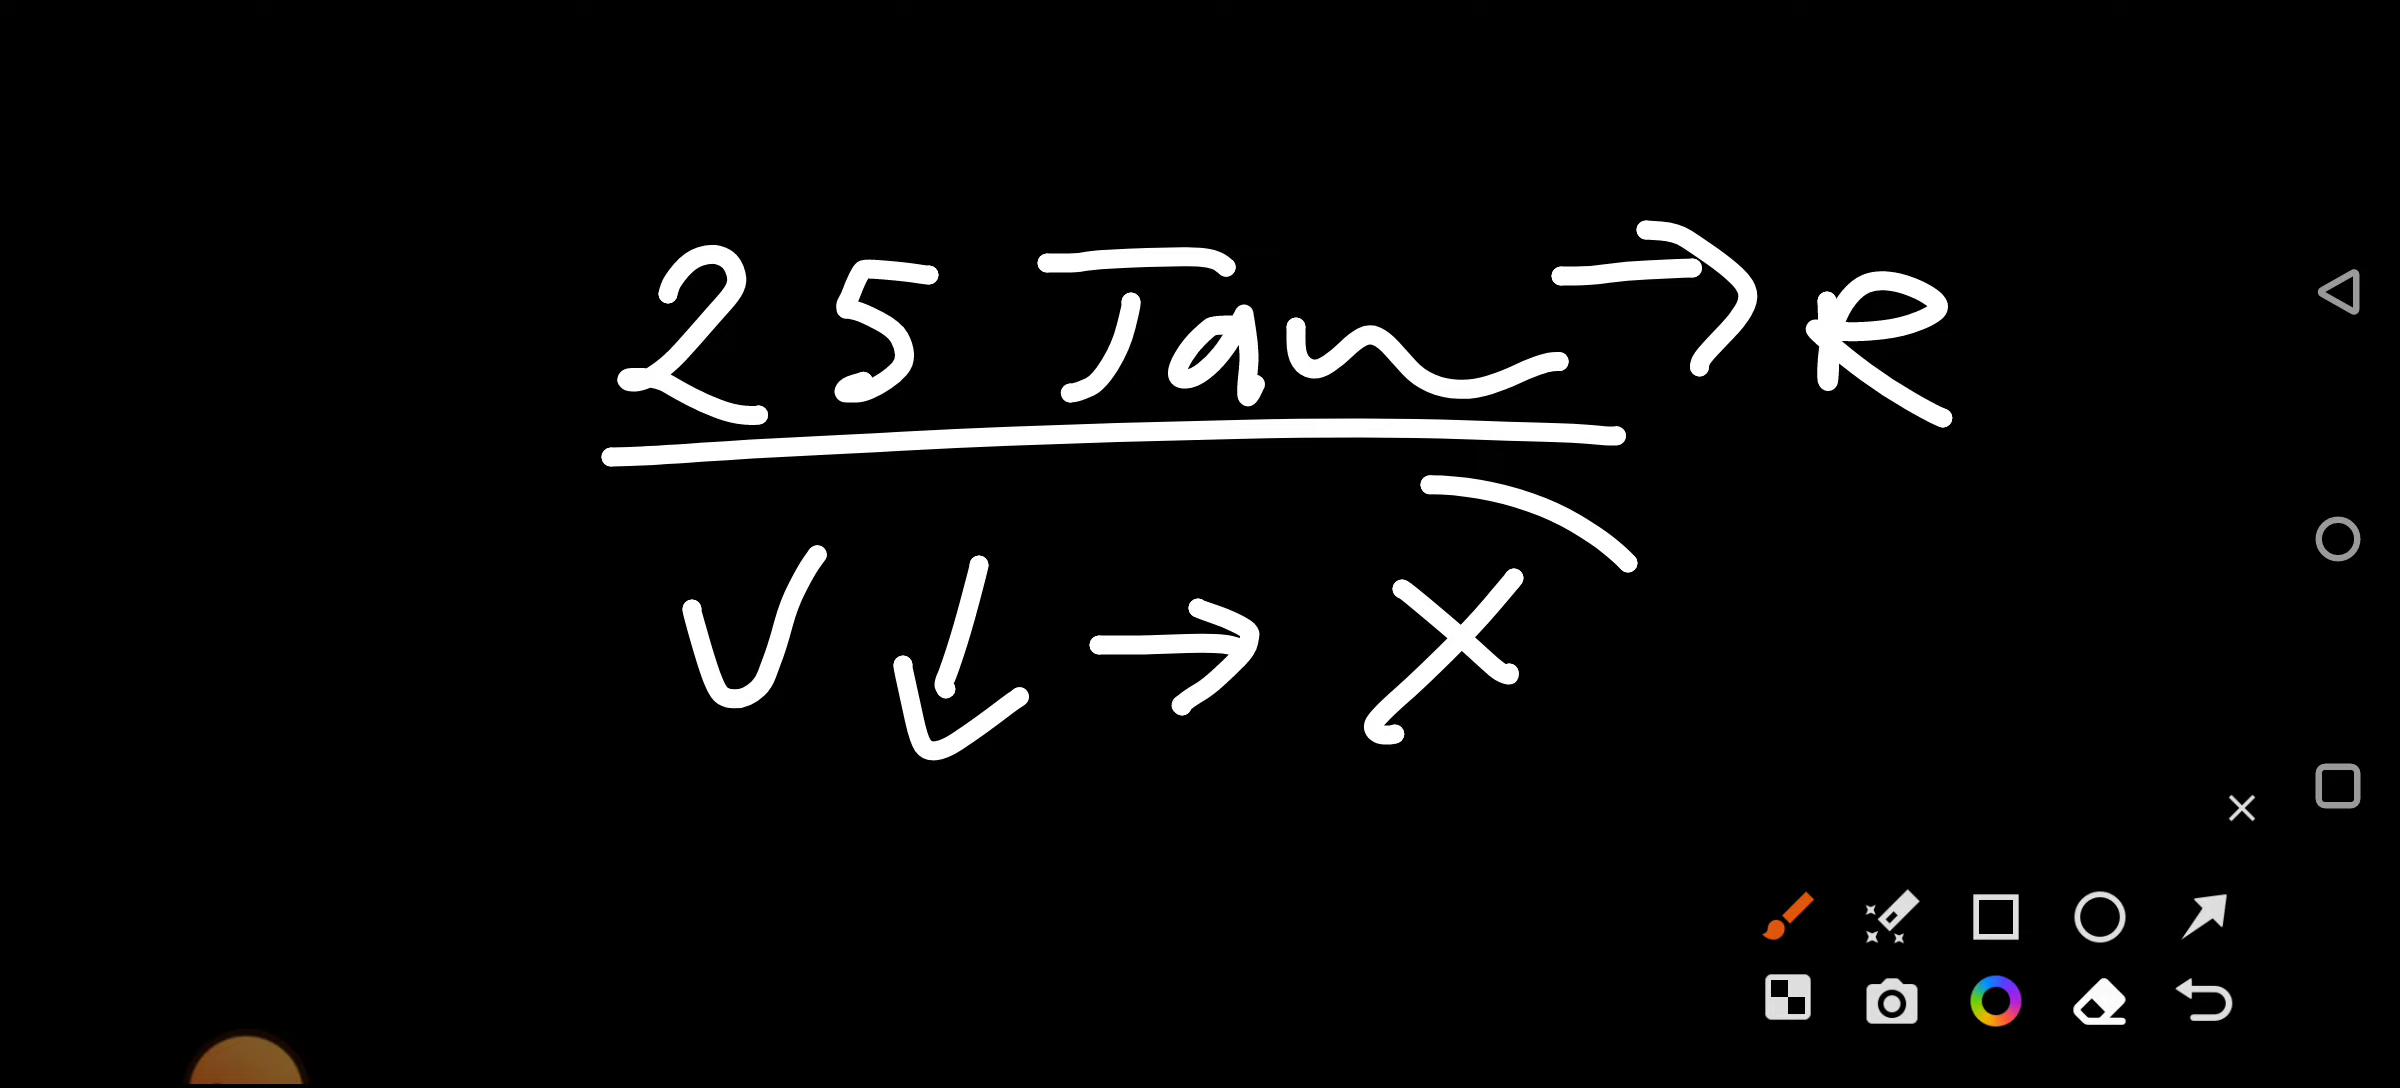 25 Jan → R
V ↓ → X